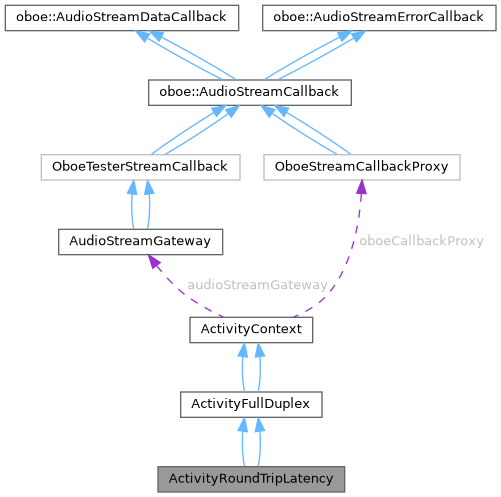 oboe::AudioStreamDataCallback
oboe::AudioStreamErrorCallback
oboe::AudioStreamCallback
OboeTesterStreamCallback
OboeStreamCallbackProxy
AudioStreamGateway
oboeCallbackProxy
audioStreamGateway
ActivityContext
ActivityFullDuplex
ActivityRoundTripLatency